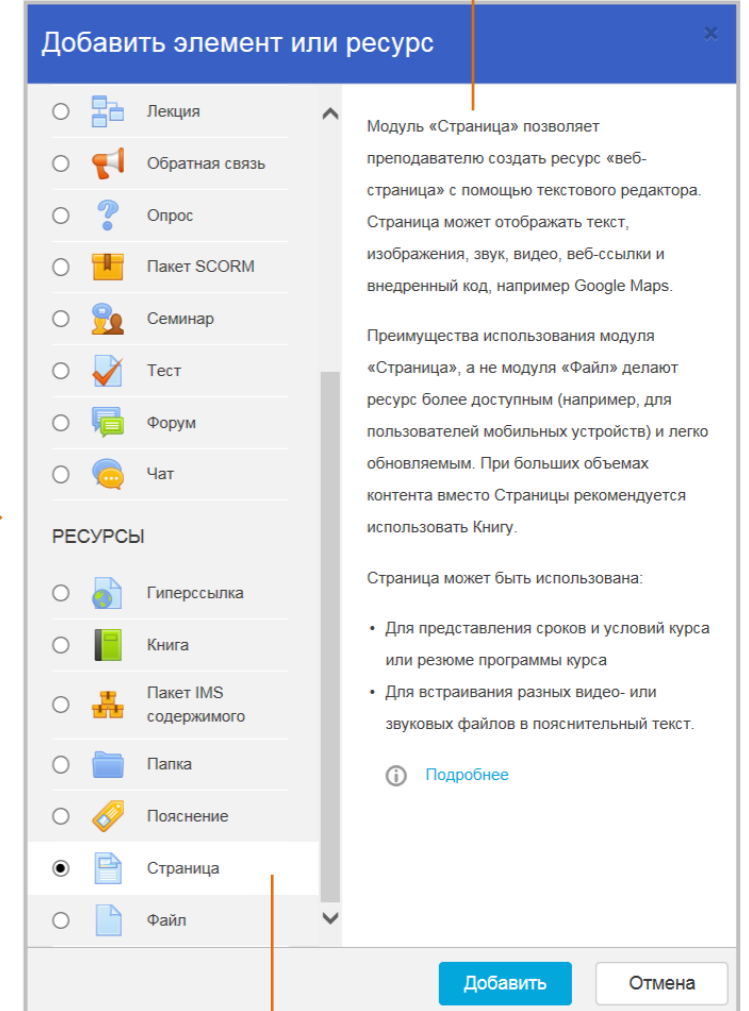 Добавить элемент или ресурс
×
Лекция
Обратная связь
Опрос
Пакет SCORM
Семинар
Тест
Форум
Чат
РЕСУРСЫ
Гиперссылка
Книга
Пакет IMS
содержимого
Папка
Пояснение
Страница
Файл
Модуль «Страница» позволяет
преподавателю создать ресурс «веб-
страница» с помощью текстового редактора.
Страница может отображать текст,
изображения, звук, видео, веб-ссылки и
внедренный код, например Google Maps.
Преимущества использования модуля
«Страница», а не модуля «Файл» делают
ресурс более доступным (например, для
пользователей мобильных устройств) и легко
обновляемым. При больших объемах
контента вместо Страницы рекомендуется
использовать Книгу.
Страница может быть использована:
• Для представления сроков и условий курса
или резюме программы курса
• Для встраивания разных видео- или
звуковых файлов в пояснительный текст.
Подробнее
Добавить
Отмена